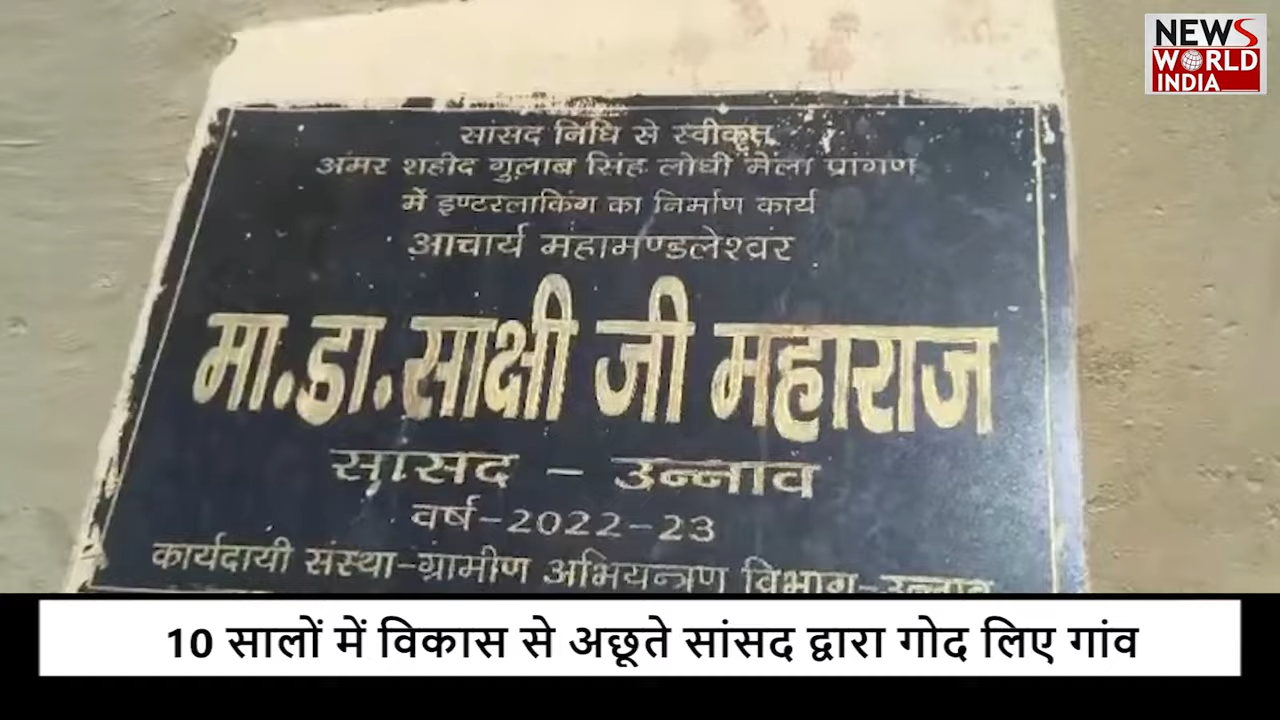 NEWS
WORLD
INDIA
सांसद निधि से स्वीकृत
अमर शहीद गुलाब सिंह लोधी मेला प्रांगण
में इण्टरलाकिंग का निर्माण कार्य
आचार्य महामण्डलेश्वर
मा.डा.साक्षी जी महाराज
सासद - उन्नाव
वर्ष-2022-23
कार्यदायी संस्था-ग्रामीण अभियन्त्रण विभाग-उन्नाव
10 सालों में विकास से अछूते सांसद द्वारा गोद लिए गांव